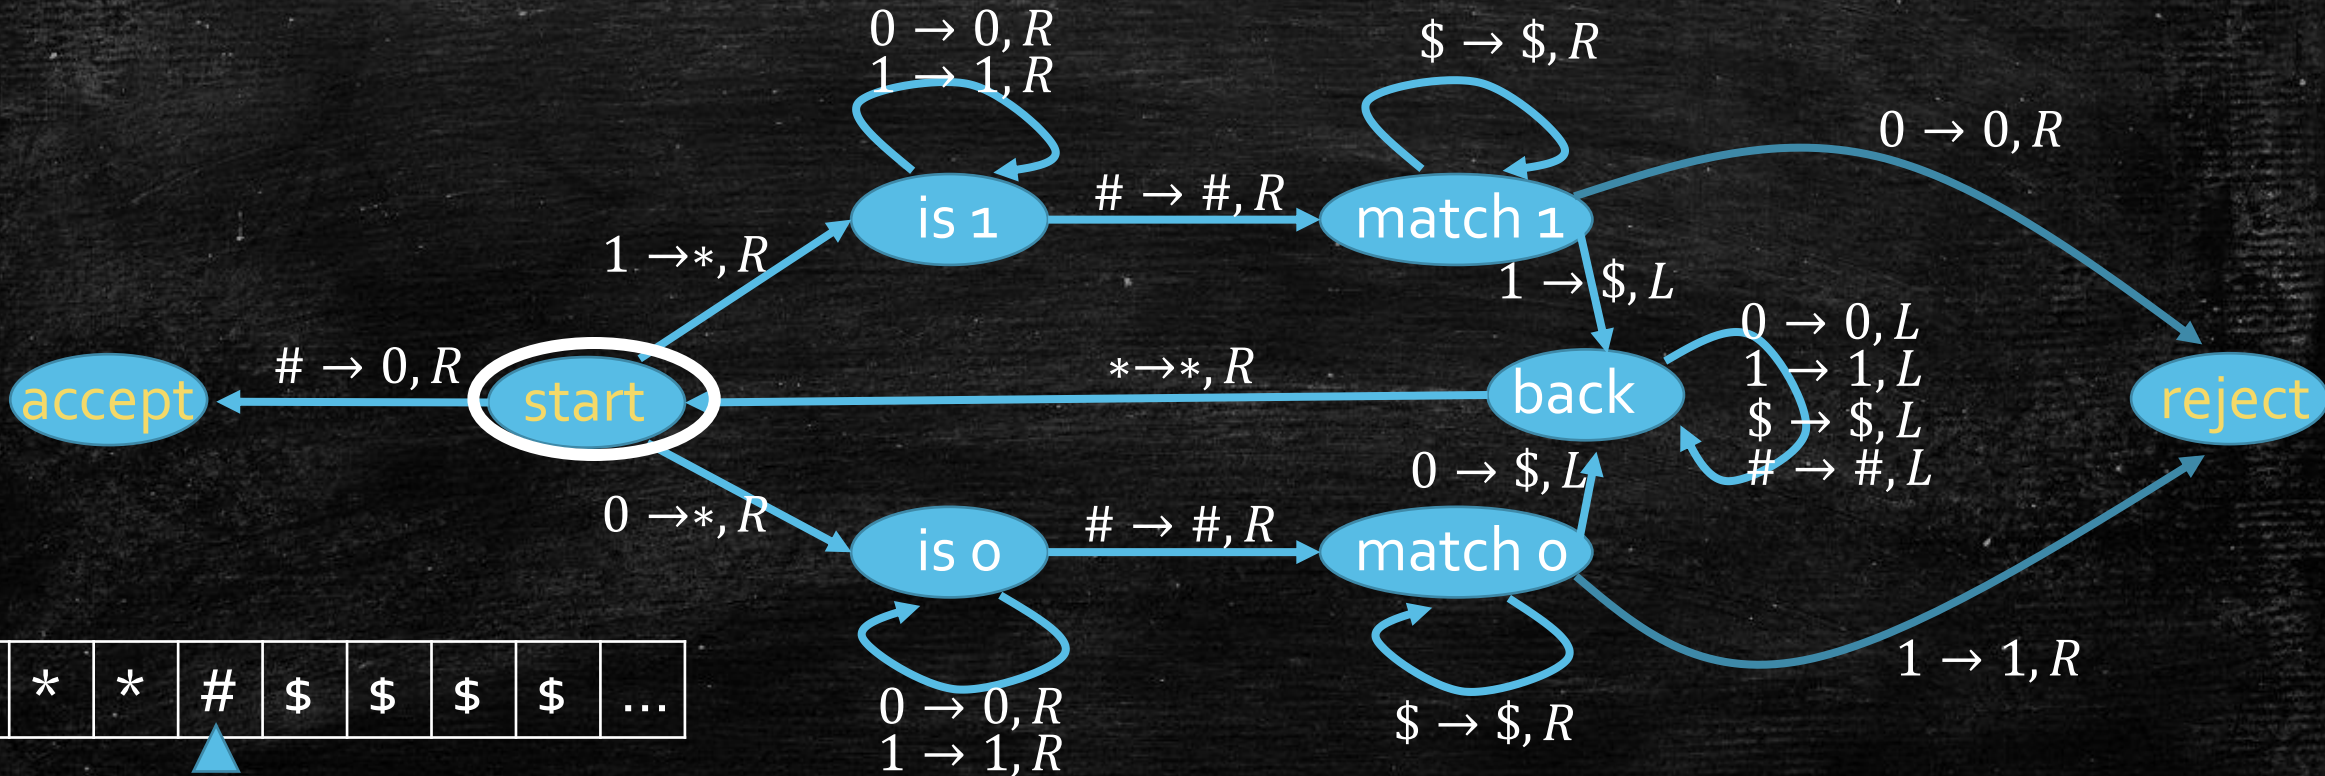 0 → 0, R
1 → 1, R
$ → $, R
0 → 0, R
is 1
# → #, R
match 1
1 →*, R
1 → $, L
accept
# → 0, R
start
*→*, R
back
0 → 0, L
1 → 1, L
$ → $, L
# → #, L
reject
0 → $, L
0 →*, R
is 0
# → #, R
match 0
0 → 0, R
1 → 1, R
$ → $, R
1 → 1, R
* * # $ $ $ $ ...